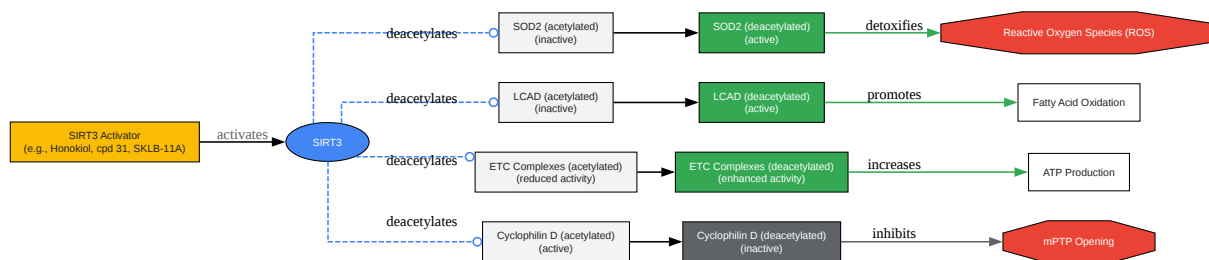 deacetylates
SOD2 (acetylated)
(inactive)
SOD2 (deacetylated)
(active)
detoxifies
Reactive Oxygen Species (ROS)
deacetylates
LCAD (acetylated)
(inactive)
LCAD (deacetylated)
(active)
promotes
Fatty Acid Oxidation
SIRT3 Activator
(e.g., Honokiol, cpd 31, SKLB-11A)
activates
SIRT3
deacetylates
ETC Complexes (acetylated)
(reduced activity)
ETC Complexes (deacetylated)
(enhanced activity)
increases
ATP Production
deacetylates
Cyclophilin D (acetylated)
(active)
Cyclophilin D (deacetylated)
(inactive)
inhibits
mPTP Opening